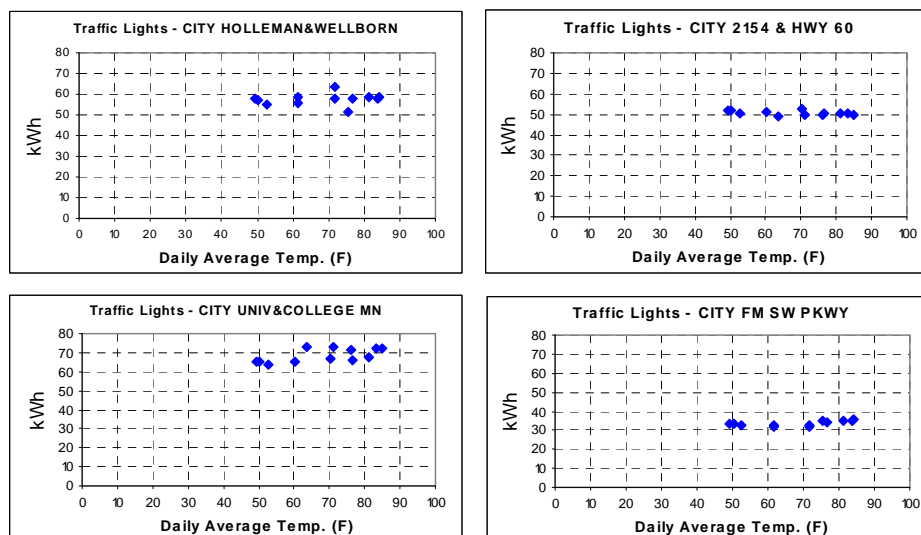 Traffic Lights - CITY HOLLEMAN&WELLBORN
80
70
60
50
40
30
20
10
0
kWh
0 10 20 30 40 50 60 70 80 90 100
Daily Average Temp. (F)
Traffic Lights - CITY 2154 & HWY 60
80
70
60
50
40
30
20
10
0
kWh
0 10 20 30 40 50 60 70 80 90 100
Daily Average Temp. (F)
Traffic Lights - CITY UNIV&COLLEGE MN
80
70
60
50
40
30
20
10
0
kWh
0 10 20 30 40 50 60 70 80 90 100
Daily Average Temp. (F)
Traffic Lights - CITY FM SW PKWY
80
70
60
50
40
30
20
10
0
kWh
0 10 20 30 40 50 60 70 80 90 100
Daily Average Temp. (F)